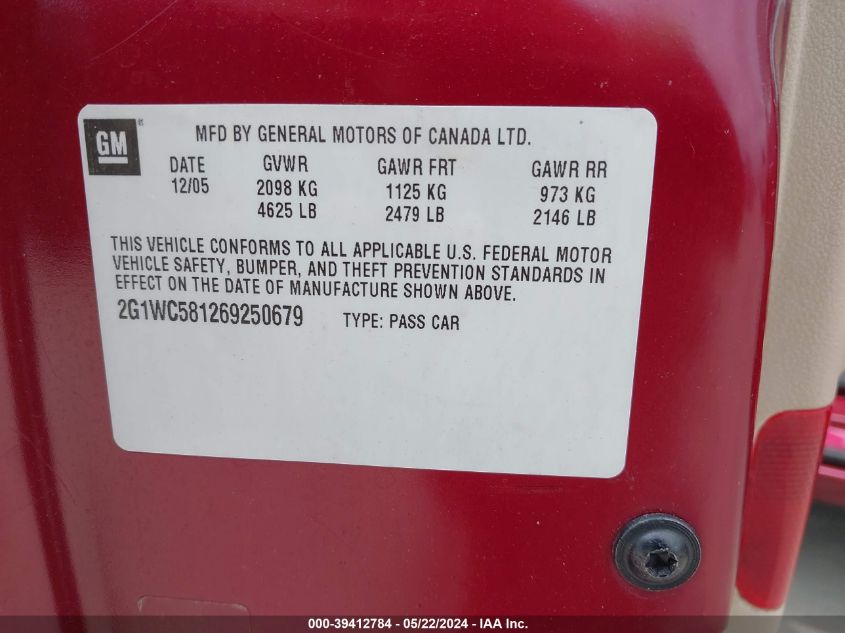 GM
MFD BY GENERAL MOTORS OF CANADA LTD.
DATE GVWR GAWR FRT GAWR RR
12/05 2098 KG 1125 KG 973 KG
4625 LB 2479 LB 2146 LB
THIS VEHICLE CONFORMS TO ALL APPLICABLE U.S. FEDERAL MOTOR
VEHICLE SAFETY, BUMPER, AND THEFT PREVENTION STANDARDS IN
EFFECT ON THE DATE OF MANUFACTURE SHOWN ABOVE.
2G1WC581269250679 TYPE: PASS CAR
000-39412784 - 05/22/2024 - IAA Inc.